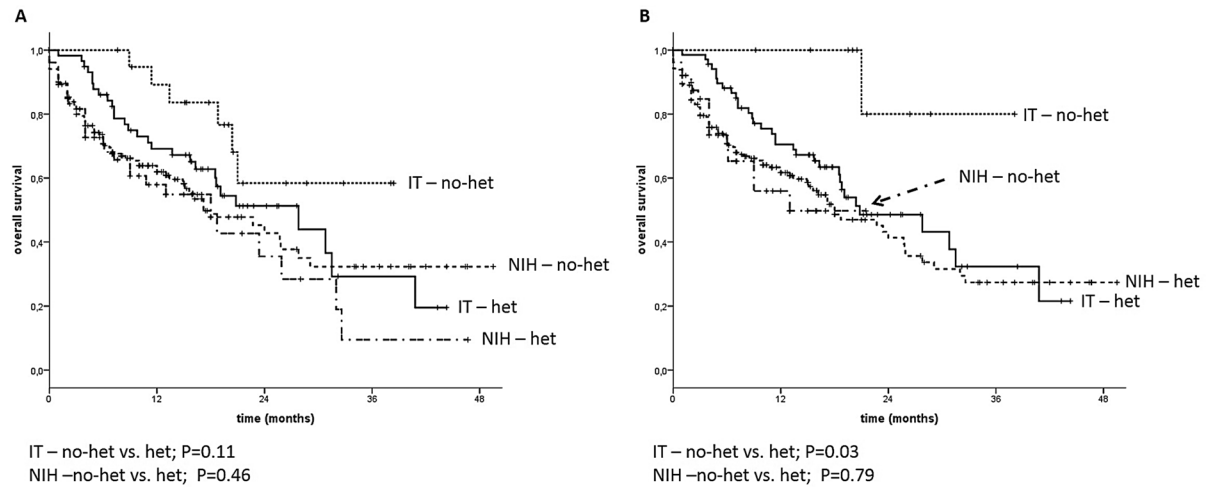 A
1,0
0,8
0,6
0,4
0,2
0,0
overall survival
0 12 24 36 48
time (months)
IT – no-het
NIH – no-het
IT – het
NIH – het
IT – no-het vs. het; P=0.11
NIH –no-het vs. het; P=0.46
B
1,0
0,8
0,6
0,4
0,2
0,0
overall survival
0 12 24 36 48
time (months)
IT – no-het
NIH – no-het
NIH – het
IT – het
IT – no-het vs. het; P=0.03
NIH –no-het vs. het; P=0.79